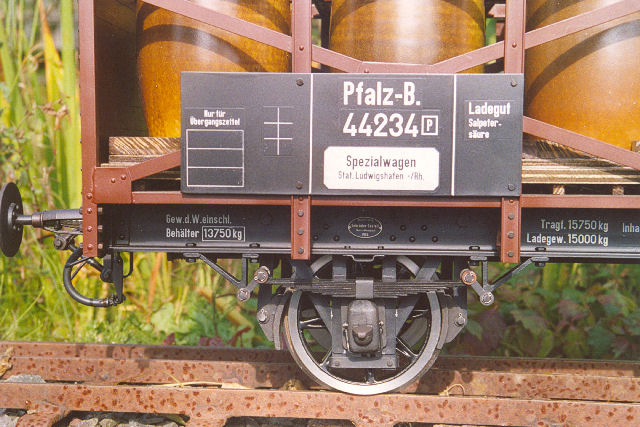 Nur für
Übergangszettel
Pfalz-B.
44234 P
Spezialwagen
Stat. Ludwigshafen -/Rh.
Ladegut
Salpeter-
säure
Gew.d.W.einschl.
Behälter 13750 kg
Tragf. 15750 kg
Ladegew. 15000 kg
Inha